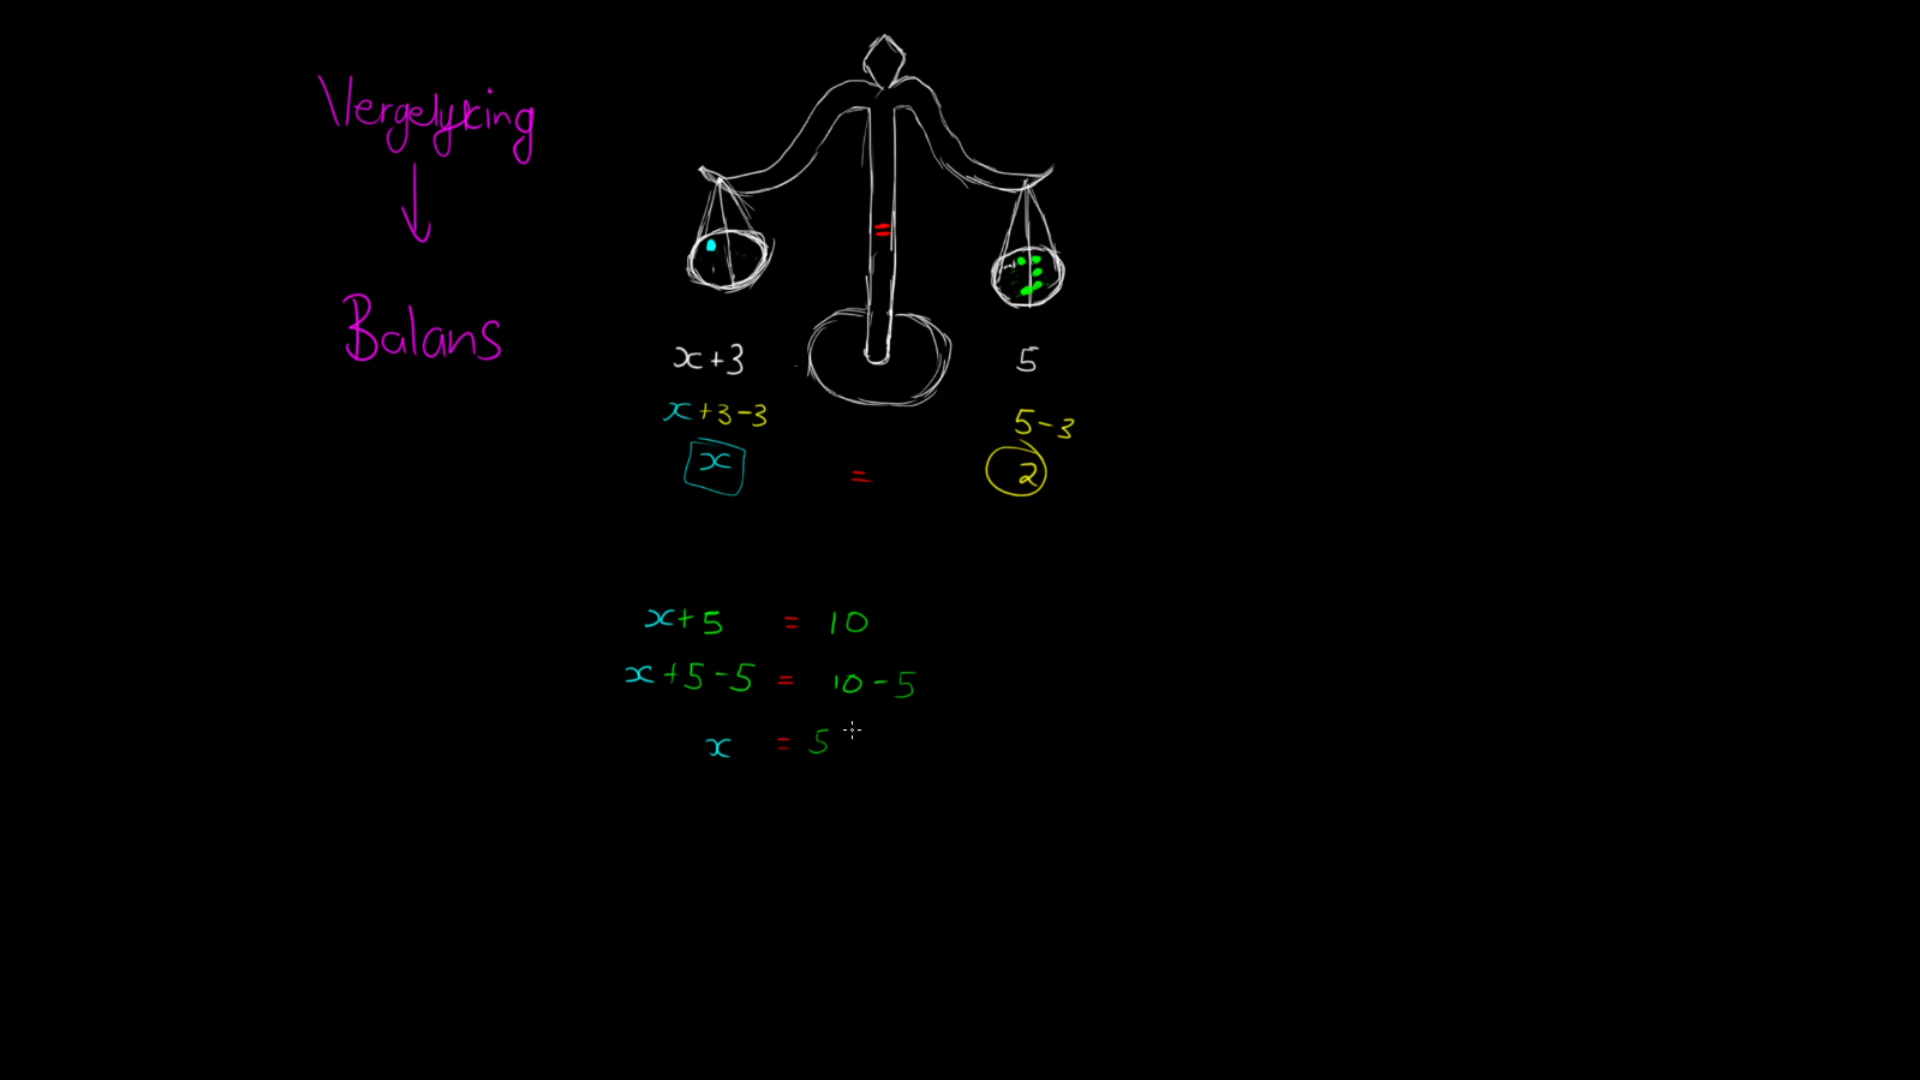 Vergelyking
↓
Balans
=
x+3 5
x+3-3 5-3
x = 2
x+5 = 10
x+5-5 = 10-5
x = 5